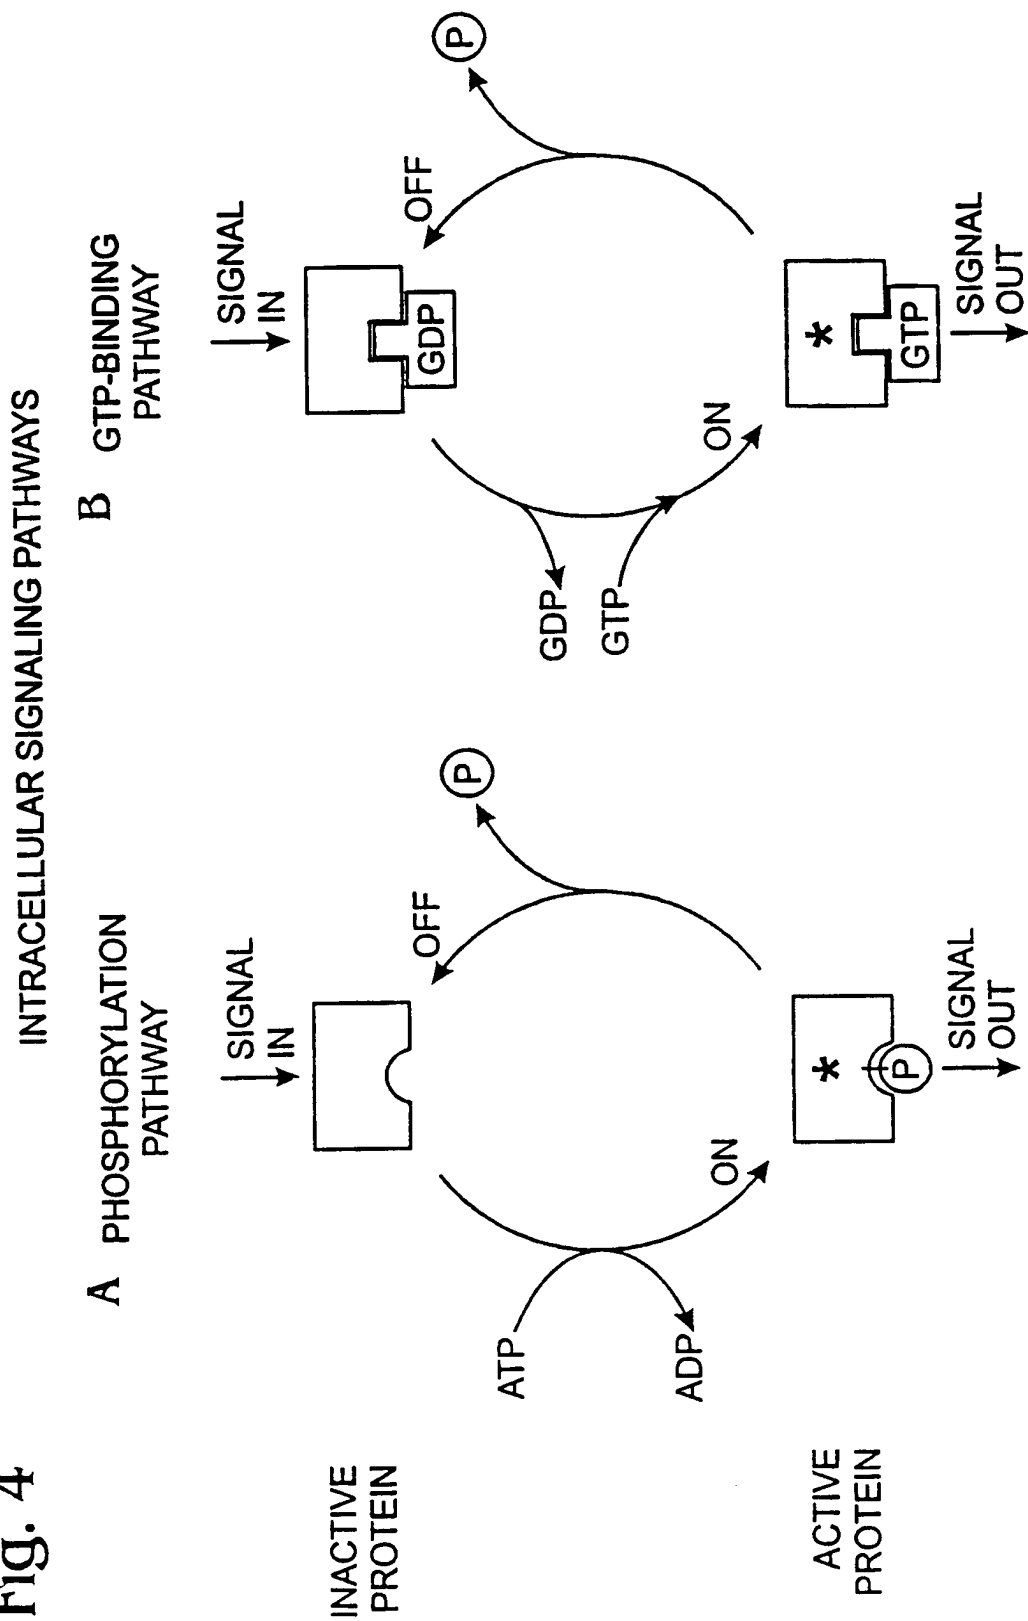 Fig. 4
INTRACELLULAR SIGNALING PATHWAYS
A PHOSPHORYLATION
PATHWAY
SIGNAL
IN
OFF
P
ATP
ADP
ON
*
P
SIGNAL
OUT
B GTP-BINDING
PATHWAY
SIGNAL
IN
GDP
OFF
P
GDP
GTP
ON
*
GTP
SIGNAL
OUT
INACTIVE
PROTEIN
ACTIVE
PROTEIN